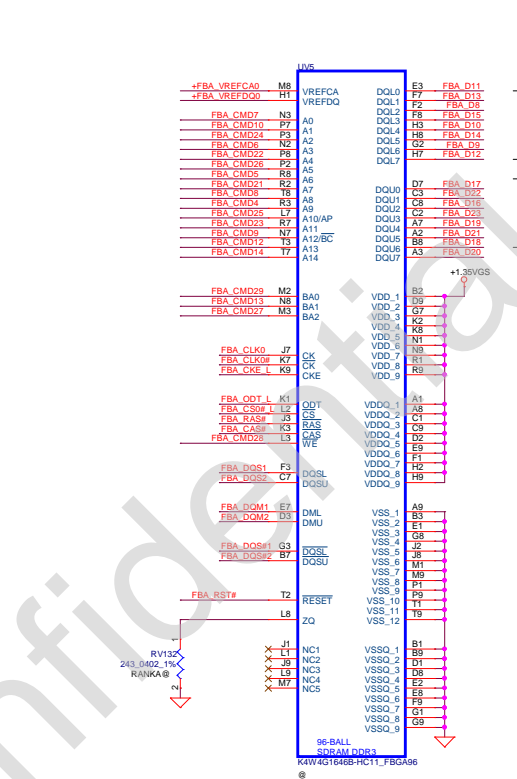 UV5
+FBA_VREFCA0 M8 VREFCA DQL0 E3 FBA_D11
+FBA_VREFDQ0 H1 VREFDQ DQL1 F7 FBA_D13
DQL2 F2 FBA_D8
FBA_CMD7 N3 A0 DQL3 F8 FBA_D15
FBA_CMD10 P7 A1 DQL4 H3 FBA_D10
FBA_CMD24 P3 A2 DQL5 H8 FBA_D14
FBA_CMD6 N2 A3 DQL6 G2 FBA_D9
FBA_CMD22 P8 A4 DQL7 H7 FBA_D12
FBA_CMD26 P2 A5
FBA_CMD5 R8 A6
FBA_CMD21 R2 A7 DQU0 D7 FBA_D17
FBA_CMD8 T8 A8 DQU1 C3 FBA_D22
FBA_CMD4 R3 A9 DQU2 C8 FBA_D16
FBA_CMD25 L7 A10/AP DQU3 C2 FBA_D23
FBA_CMD23 R7 A11 DQU4 A7 FBA_D19
FBA_CMD9 N7 A12/BC DQU5 A2 FBA_D21
FBA_CMD12 T3 A13 DQU6 B8 FBA_D18
FBA_CMD14 T7 A14 DQU7 A3 FBA_D20
+1.35VGS
FBA_CMD29 M2 BA0 VDD_1 B2
FBA_CMD13 N8 BA1 VDD_2 D9
FBA_CMD27 M3 BA2 VDD_3 G7
VDD_4 K2
VDD_5 K8
VDD_6 N1
FBA_CLK0 J7 CK VDD_7 N9
FBA_CLK0# K7 CK VDD_8 R1
FBA_CKE_L K9 CKE VDD_9 R9
FBA_ODT_L K1 ODT VDDQ_1 A1
FBA_CS0#_L L2 CS VDDQ_2 A8
FBA_RAS# J3 RAS VDDQ_3 C1
FBA_CAS# K3 CAS VDDQ_4 C9
FBA_CMD28 L3 WE VDDQ_5 D2
VDDQ_6 E9
VDDQ_7 F1
FBA_DQS1 F3 DQSL VDDQ_8 H2
FBA_DQS2 C7 DQSU VDDQ_9 H9
FBA_DQM1 E7 DML VSS_1 A9
FBA_DQM2 D3 DMU VSS_2 B3
VSS_3 E1
VSS_4 G8
FBA_DQS#1 G3 DQSL VSS_5 J2
FBA_DQS#2 B7 DQSU VSS_6 J8
VSS_7 M1
VSS_8 M9
VSS_9 P1
FBA_RST# T2 RESET VSS_10 P9
VSS_11 T1
L8 ZQ VSS_12 T9
1
J1 NC1 VSSQ_1 B1
RV132 L1 NC2 VSSQ_2 B9
243_0402_1% J9 NC3 VSSQ_3 D1
RANKA@ L9 NC4 VSSQ_4 D8
2 M7 NC5 VSSQ_5 E2
VSSQ_6 E8
VSSQ_7 F9
VSSQ_8 G1
VSSQ_9 G9
96-BALL
SDRAM DDR3
K4W4G1646B-HC11_FBGA96
@
nfidential